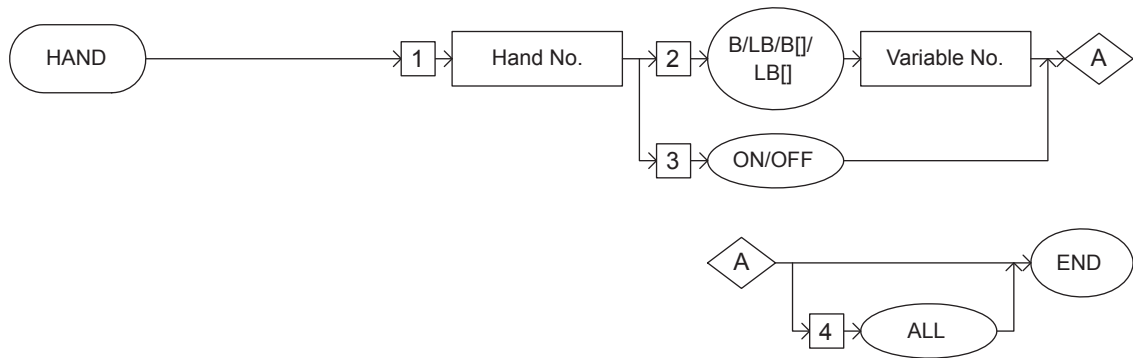 HAND
1
Hand No.
2
B/LB/B[]/
LB[]
Variable No.
A
3
ON/OFF
A
END
4
ALL